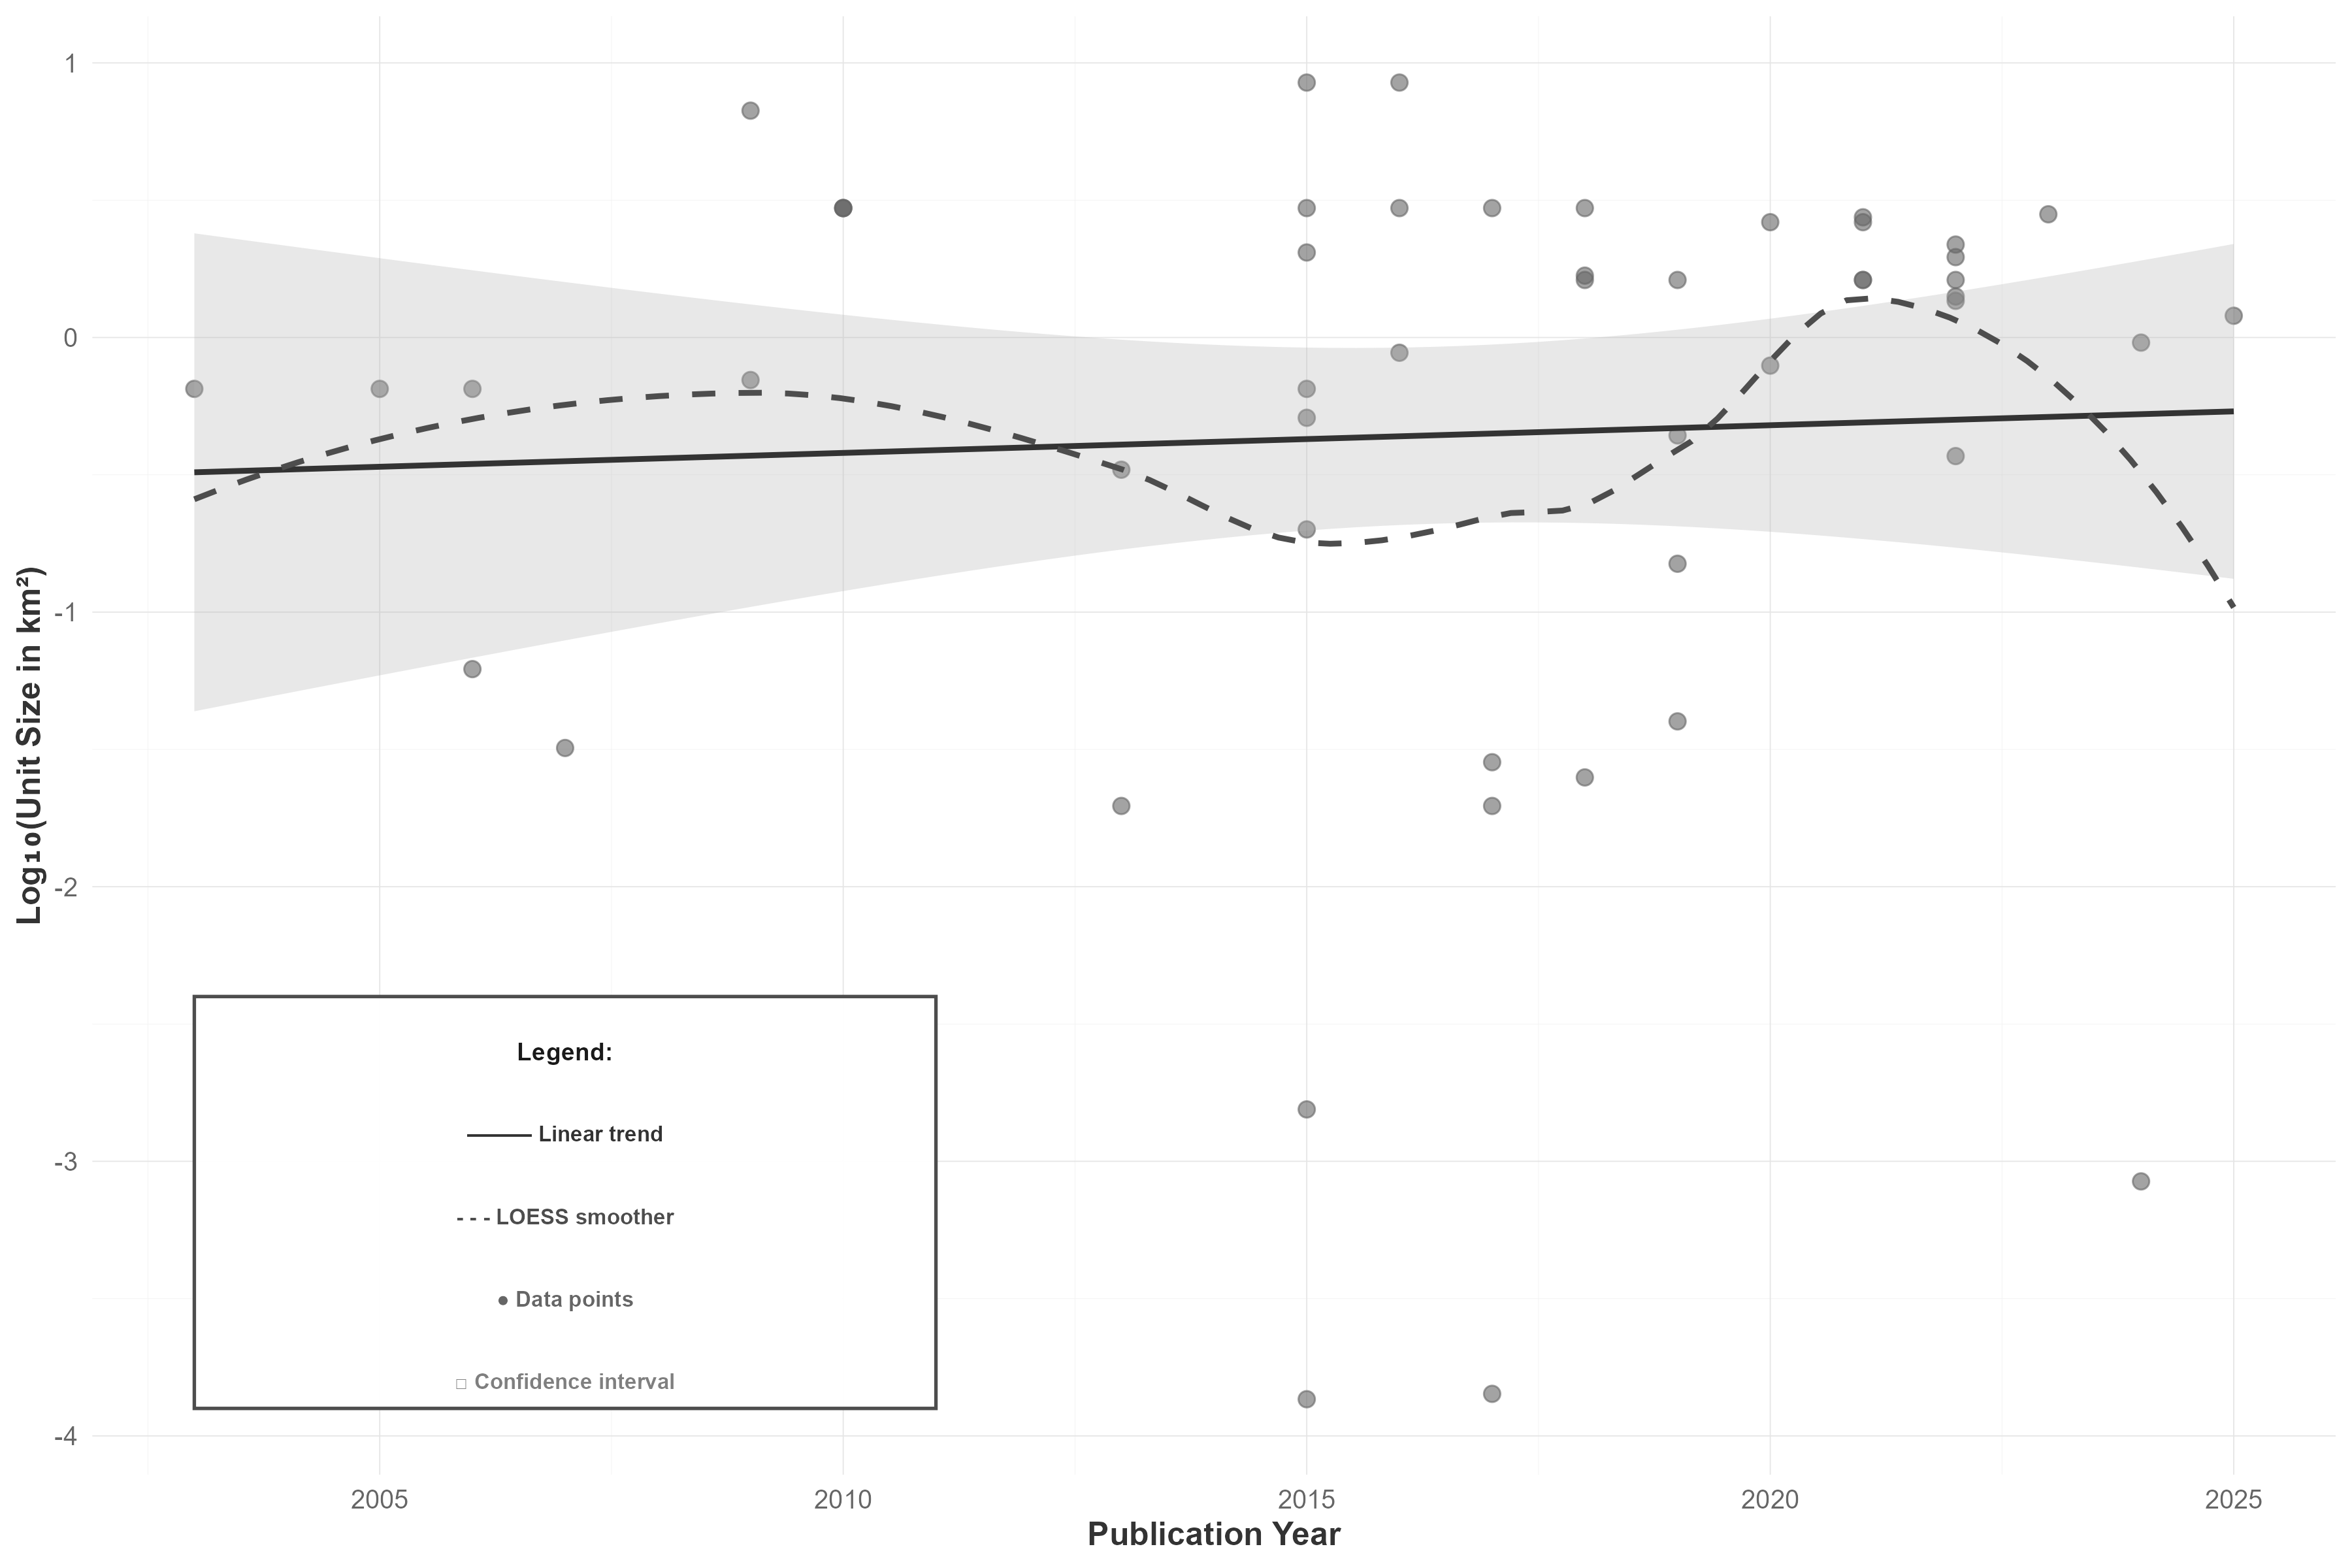 Log₁₀(Unit Size in km²)
1
0
-1
-2
-3
-4
Legend:
Linear trend
- - - LOESS smoother
● Data points
□ Confidence interval
2005
2010
2015
2020
2025
Publication Year